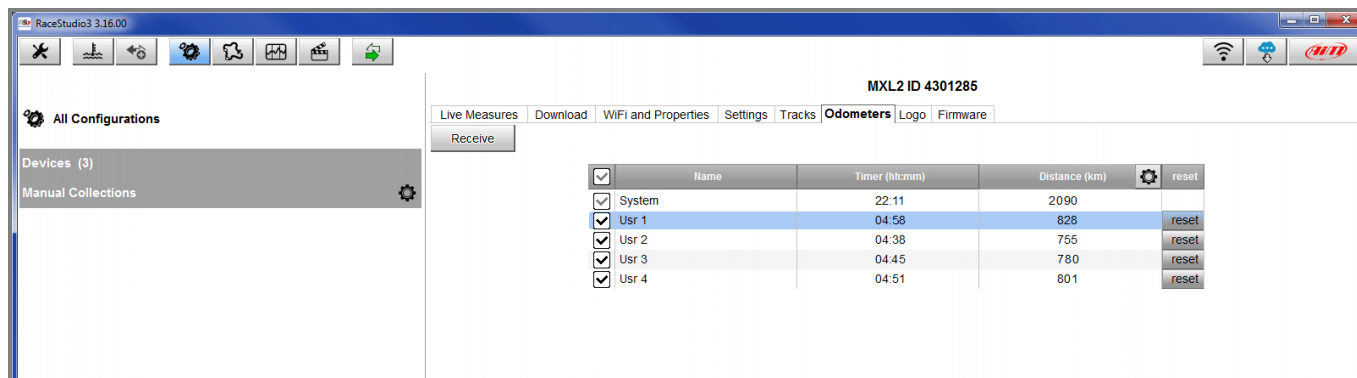 RaceStudio3 3.16.00
AiM
MXL2 ID 4301285
All Configurations
Live Measures Download WiFi and Properties Settings Tracks Odometers Logo Firmware
Receive
Devices (3)
Manual Collections
Name Timer (hh:mm) Distance (km) reset
System 22:11 2090
Usr 1 04:58 828 reset
Usr 2 04:38 755 reset
Usr 3 04:45 780 reset
Usr 4 04:51 801 reset